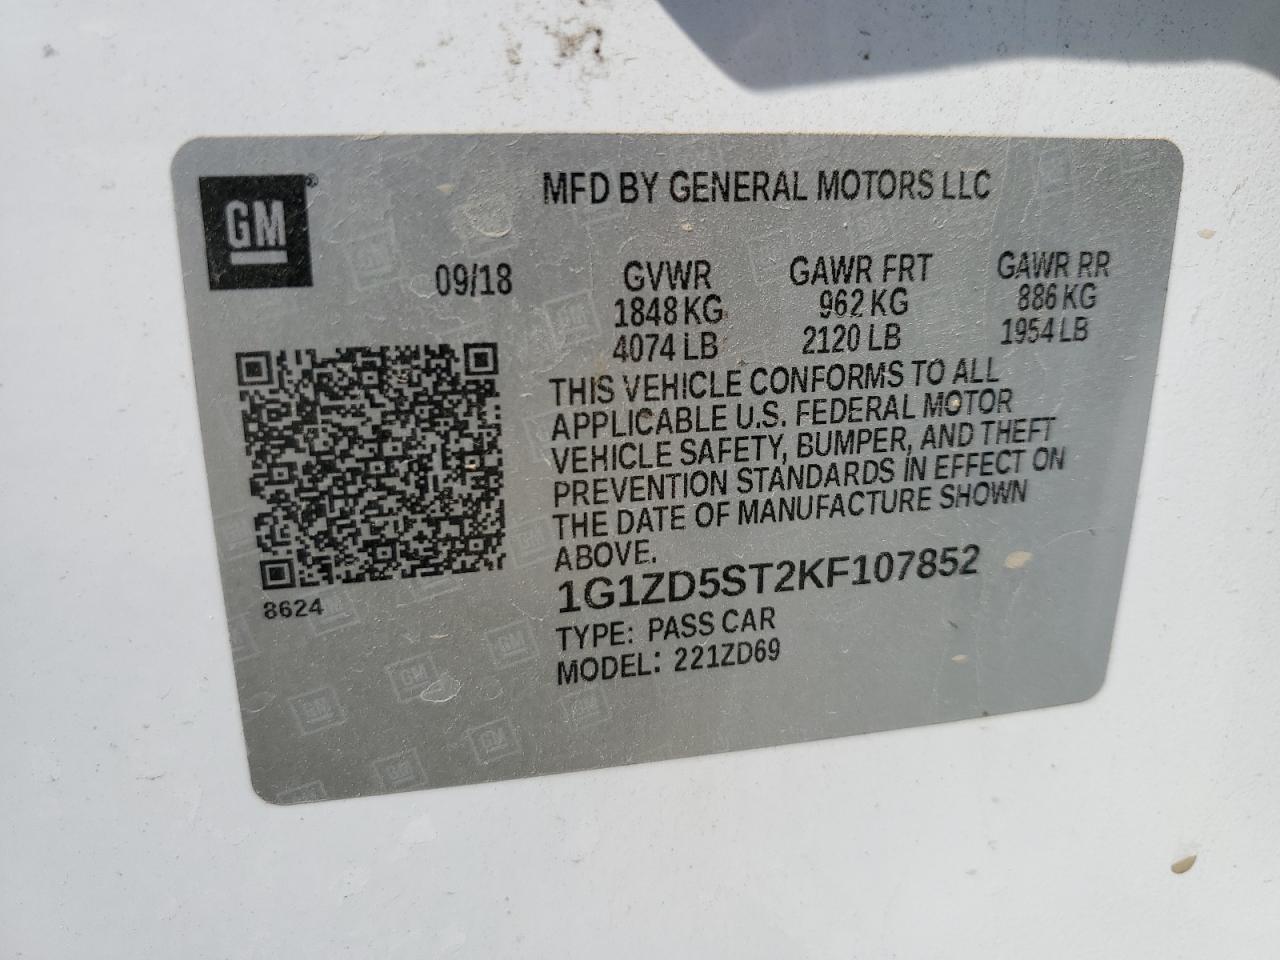 GM
MFD BY GENERAL MOTORS LLC
09/18
GVWR GAWR FRT GAWR RR
1848 KG 962 KG 886 KG
4074 LB 2120 LB 1954 LB
THIS VEHICLE CONFORMS TO ALL
APPLICABLE U.S. FEDERAL MOTOR
VEHICLE SAFETY, BUMPER, AND THEFT
PREVENTION STANDARDS IN EFFECT ON
THE DATE OF MANUFACTURE SHOWN
ABOVE.
8624
1G1ZD5ST2KF107852
TYPE: PASS CAR
MODEL: 221ZD69